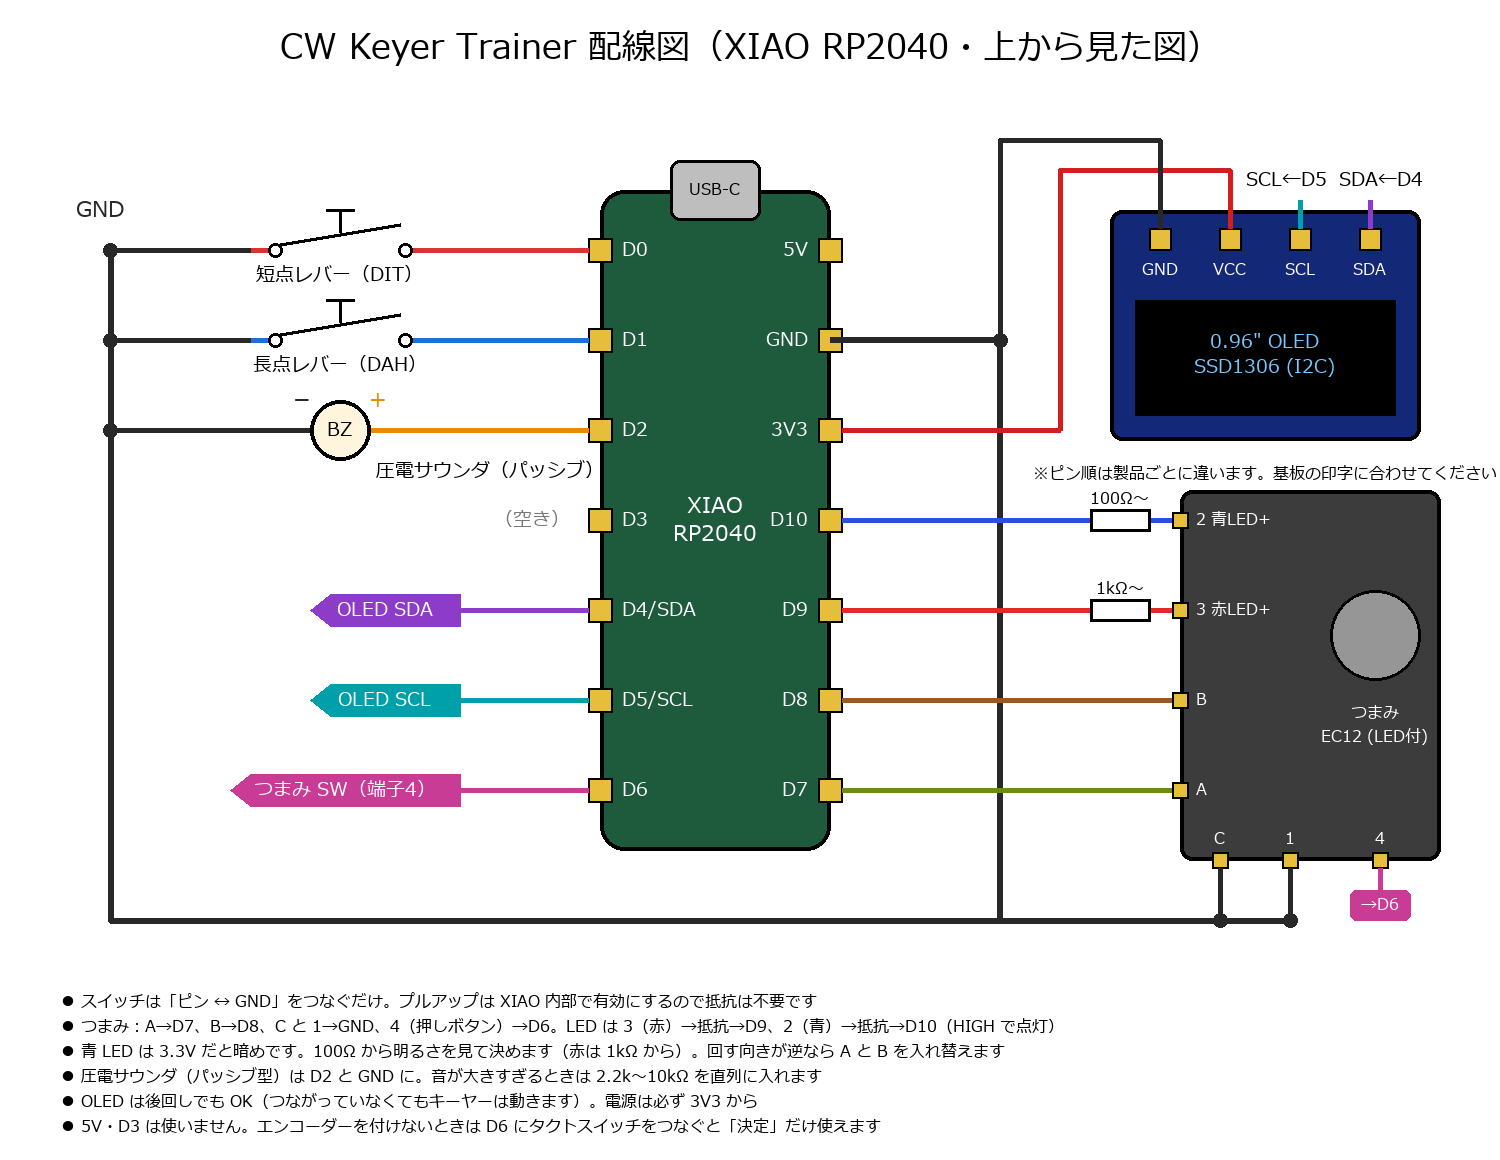 CW Keyer Trainer 配線図（XIAO RP2040・上から見た図）
USB-C
GND
短点レバー（DIT）
長点レバー（DAH）
− +
BZ
圧電サウンダ（パッシブ）
（空き）
OLED SDA
OLED SCL
つまみ SW（端子4）
D0
D1
D2
D3
D4/SDA
D5/SCL
D6
XIAO
RP2040
5V
GND
3V3
D10
D9
D8
D7
SCL←D5 SDA←D4
GND VCC SCL SDA
0.96" OLED
SSD1306 (I2C)
※ピン順は製品ごとに違います。基板の印字に合わせてください
100Ω～
2 青LED+
1kΩ～
3 赤LED+
B
つまみ
EC12 (LED付)
A
C 1 4
→D6
● スイッチは「ピン ↔ GND」をつなぐだけ。プルアップは XIAO 内部で有効にするので抵抗は不要です
● つまみ：A→D7、B→D8、C と 1→GND、4（押しボタン）→D6。LED は 3（赤）→抵抗→D9、2（青）→抵抗→D10（HIGH で点灯）
● 青 LED は 3.3V だと暗めです。100Ω から明るさを見て決めます（赤は 1kΩ から）。回す向きが逆なら A と B を入れ替えます
● 圧電サウンダ（パッシブ型）は D2 と GND に。音が大きすぎるときは 2.2k～10kΩ を直列に入れます
● OLED は後回しでも OK（つながっていなくてもキーヤーは動きます）。電源は必ず 3V3 から
● 5V・D3 は使いません。エンコーダーを付けないときは D6 にタクトスイッチをつなぐと「決定」だけ使えます